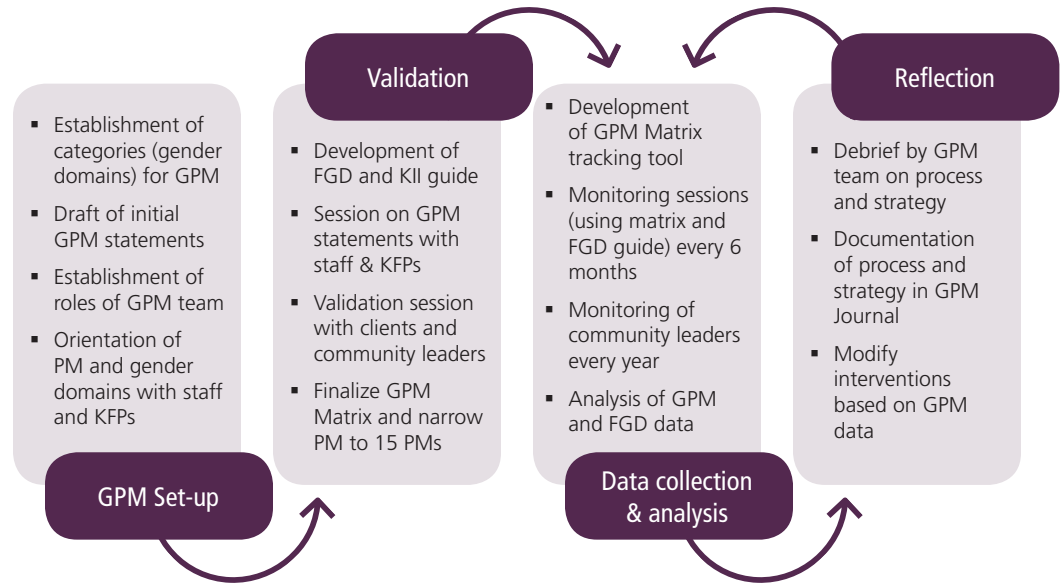 ▪ Establishment of
categories (gender
domains) for GPM
▪ Draft of initial
GPM statements
▪ Establishment of
roles of GPM team
▪ Orientation of
PM and gender
domains with staff
and KFPs
GPM Set-up
Validation
▪ Development of
FGD and KII guide
▪ Session on GPM
statements with
staff & KFPs
▪ Validation session
with clients and
community leaders
▪ Finalize GPM
Matrix and narrow
PM to 15 PMs
▪ Development
of GPM Matrix
tracking tool
▪ Monitoring sessions
(using matrix and
FGD guide) every 6
months
▪ Monitoring of
community leaders
every year
▪ Analysis of GPM
and FGD data
Data collection
& analysis
Reflection
▪ Debrief by GPM
team on process
and strategy
▪ Documentation
of process and
strategy in GPM
Journal
▪ Modify
interventions
based on GPM
data